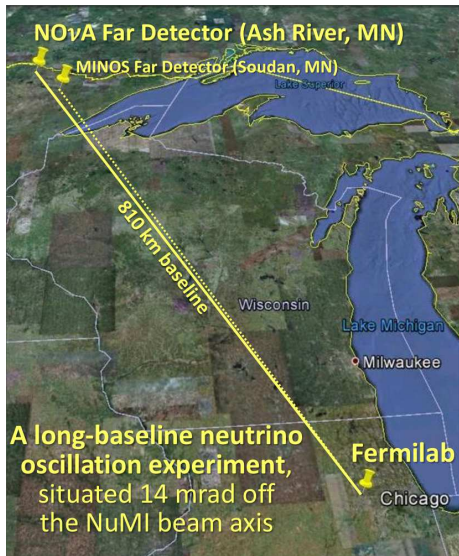 NOνA Far Detector (Ash River, MN)
MINOS Far Detector (Soudan, MN)
Lake Superior
810 km baseline
Wisconsin
Lake Michigan
Milwaukee
A long-baseline neutrino
oscillation experiment,
situated 14 mrad off
the NuMI beam axis
Fermilab
Chicago